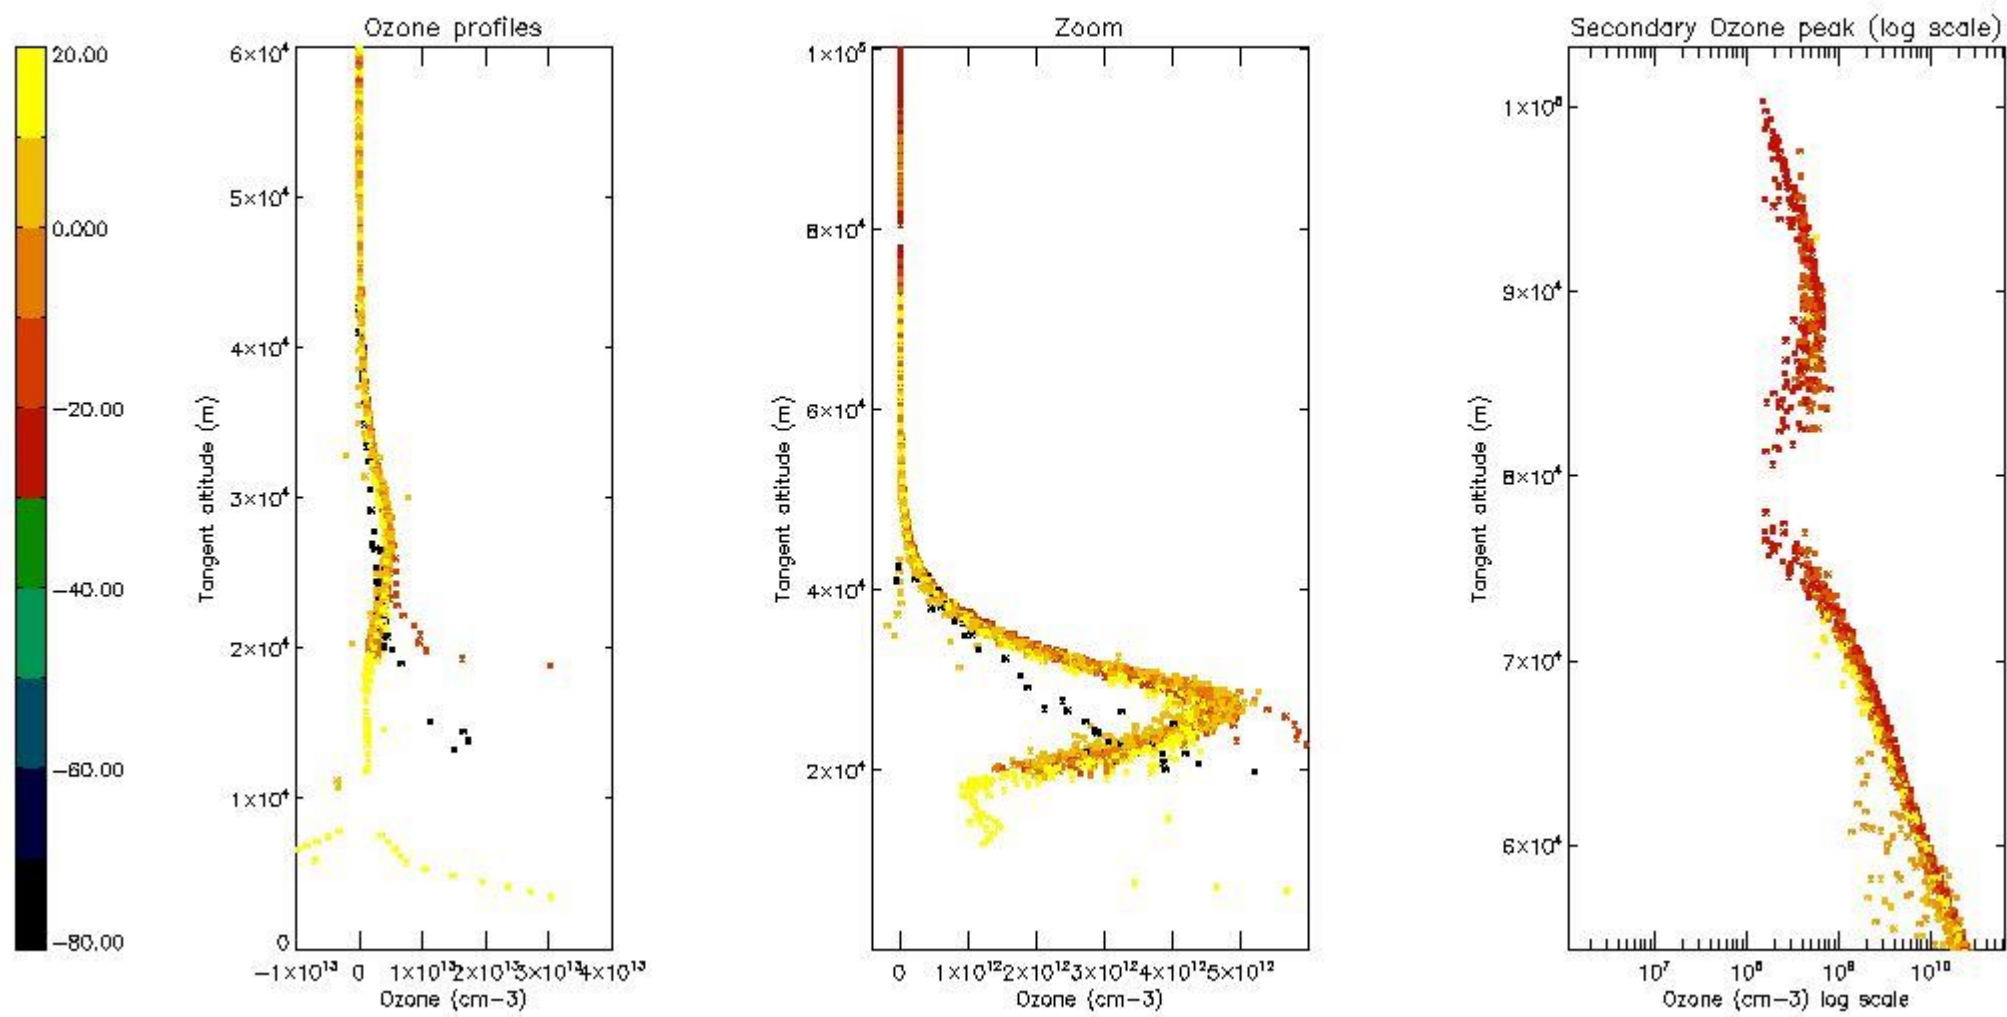 Ozone profiles
Zoom
Secondary Ozone peak (log scale)
20.00
0.000
−20.00
−40.00
−60.00
−80.00
Tangent altitude (m)
6×10⁴
5×10⁴
4×10⁴
3×10⁴
2×10⁴
1×10⁴
0
−1×10¹³ 0 1×10¹³ 2×10¹³ 3×10¹³ 4×10¹³
Ozone (cm−3)
Tangent altitude (m)
1×10⁵
8×10⁴
6×10⁴
4×10⁴
2×10⁴
0 1×10¹² 2×10¹² 3×10¹² 4×10¹² 5×10¹²
Ozone (cm−3)
Tangent altitude (m)
1×10⁵
9×10⁴
8×10⁴
7×10⁴
6×10⁴
10⁷ 10⁸ 10⁹ 10¹⁰
Ozone (cm−3) log scale